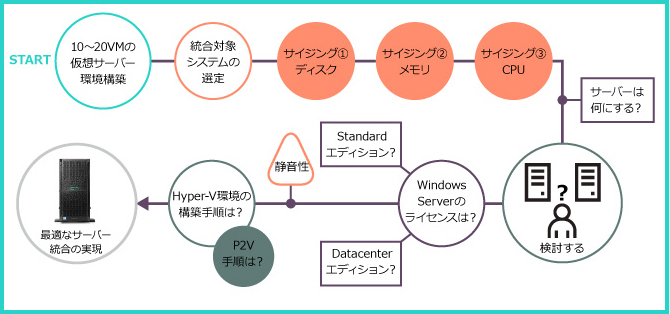 START
10〜20VMの
仮想サーバー
環境構築
統合対象
システムの
選定
サイジング①
ディスク
サイジング②
メモリ
サイジング③
CPU
サーバーは
何にする？
?
検討する
Windows
Serverの
ライセンスは？
Standard
エディション？
Datacenter
エディション？
静音性
Hyper-V環境の
構築手順は？
P2V
手順は？
最適なサーバー
統合の実現